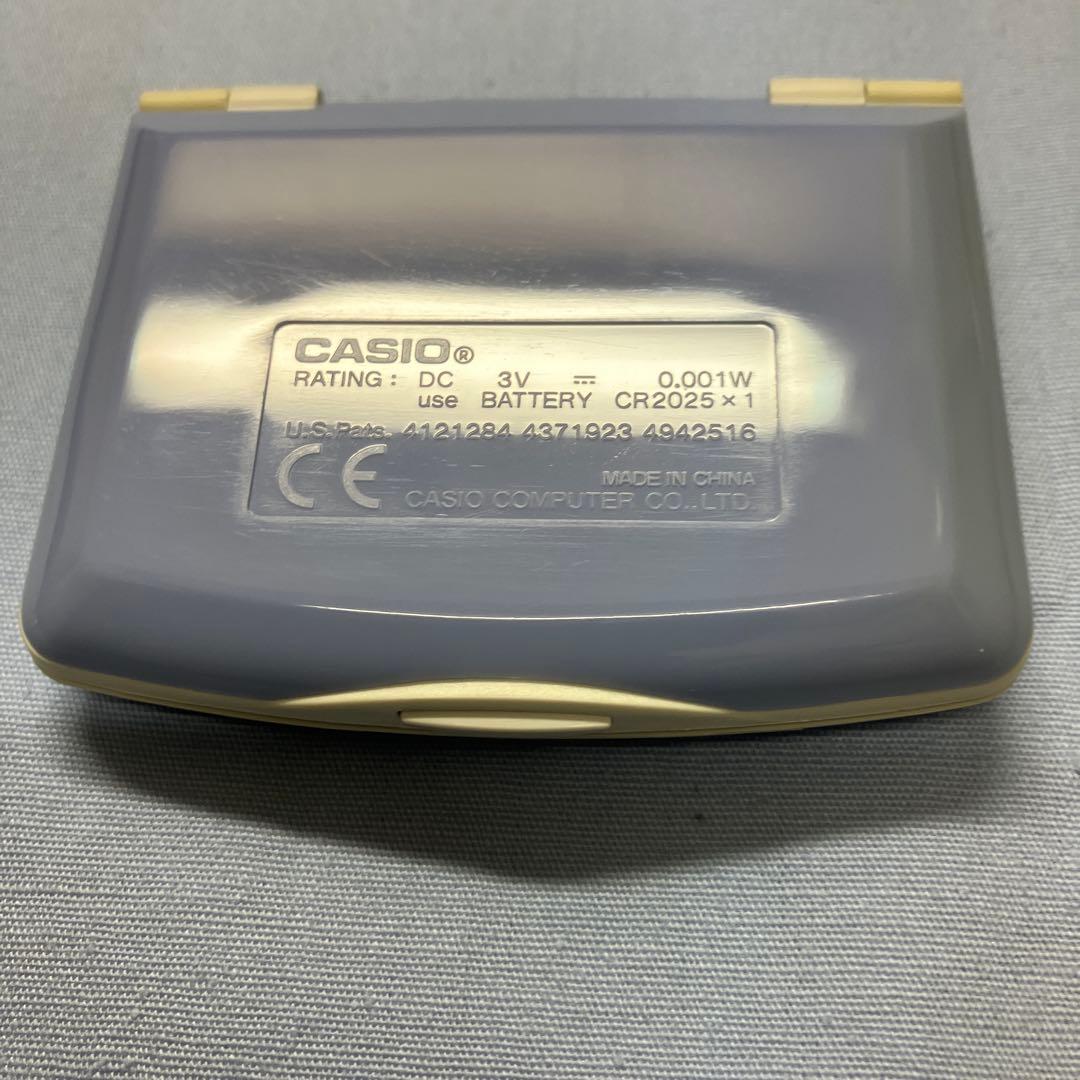 CASIO®
RATING: DC 3V ⎓ 0.001W
use BATTERY CR2025×1
U.S.Pats. 4121284 4371923 4942516
CE
MADE IN CHINA
CASIO COMPUTER CO.,LTD.